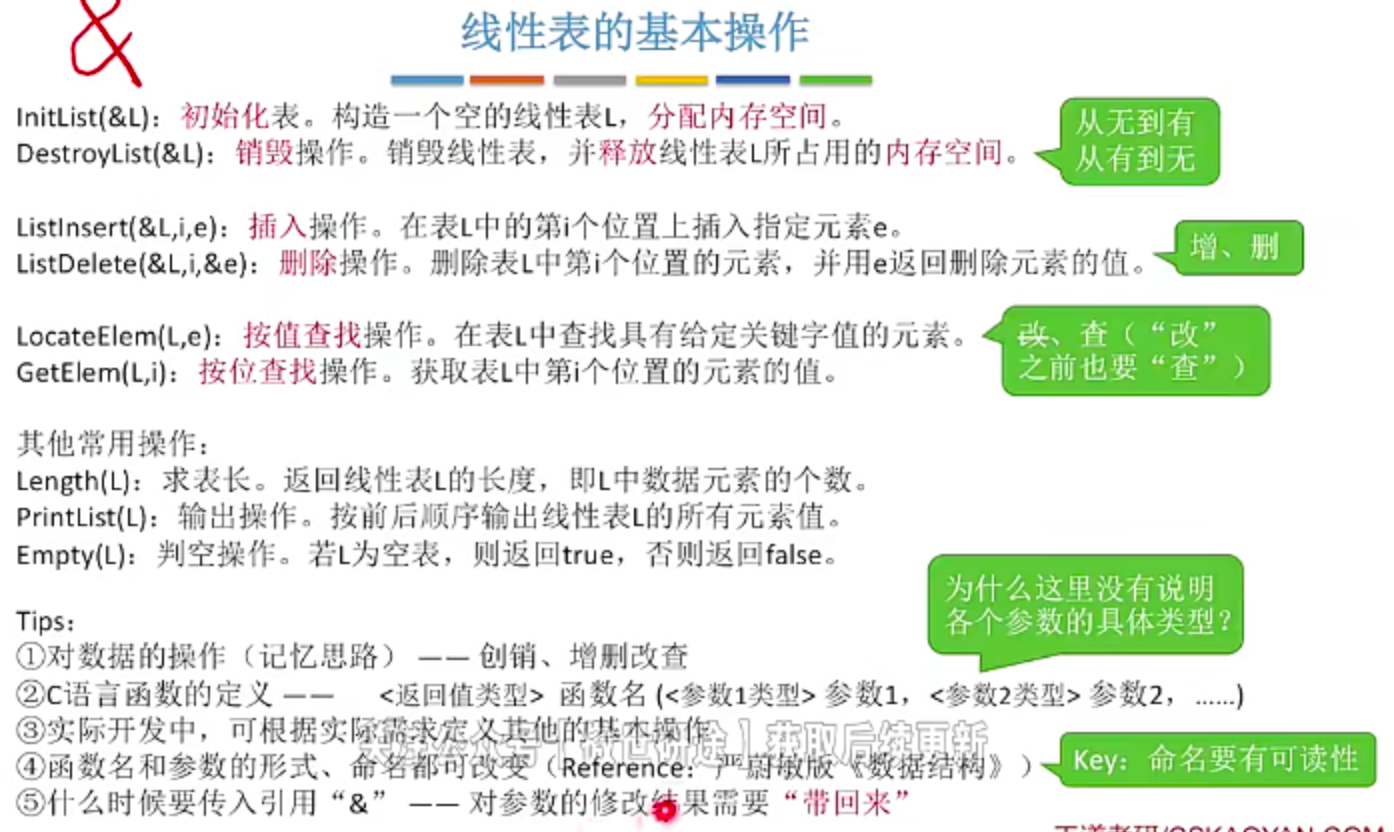 &
线性表的基本操作
InitList(&L)：初始化表。构造一个空的线性表L，分配内存空间。
DestroyList(&L)：销毁操作。销毁线性表，并释放线性表L所占用的内存空间。
从无到有
从有到无
ListInsert(&L,i,e)：插入操作。在表L中的第i个位置上插入指定元素e。
ListDelete(&L,i,&e)：删除操作。删除表L中第i个位置的元素，并用e返回删除元素的值。
增、删
LocateElem(L,e)：按值查找操作。在表L中查找具有给定关键字值的元素。
GetElem(L,i)：按位查找操作。获取表L中第i个位置的元素的值。
改、查（“改”
之前也要“查”）
其他常用操作：
Length(L)：求表长。返回线性表L的长度，即L中数据元素的个数。
PrintList(L)：输出操作。按前后顺序输出线性表L的所有元素值。
Empty(L)：判空操作。若L为空表，则返回true，否则返回false。
为什么这里没有说明
各个参数的具体类型？
Tips：
①对数据的操作（记忆思路） —— 创销、增删改查
②C语言函数的定义 —— <返回值类型> 函数名 (<参数1类型> 参数1，<参数2类型> 参数2，……)
③实际开发中，可根据实际需求定义其他的基本操作
④函数名和参数的形式、命名都可改变（Reference：严蔚敏版《数据结构》）
Key：命名要有可读性
⑤什么时候要传入引用“&” —— 对参数的修改结果需要“带回来”